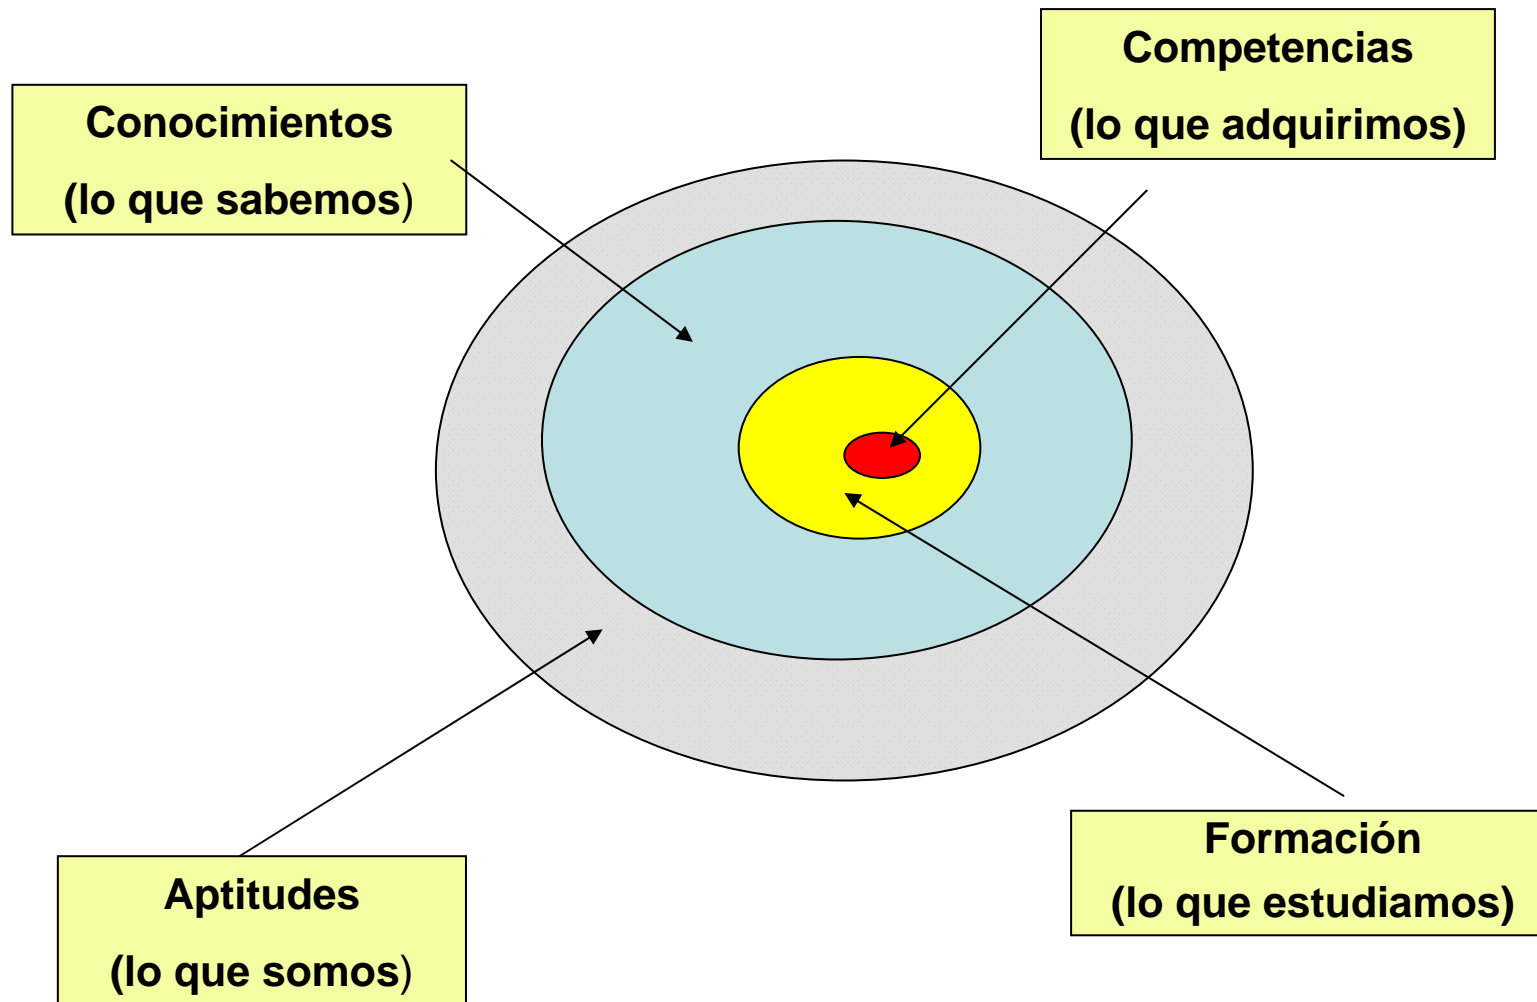 Competencias
(lo que adquirimos)
Conocimientos
(lo que sabemos)
Formación
(lo que estudiamos)
Aptitudes
(lo que somos)